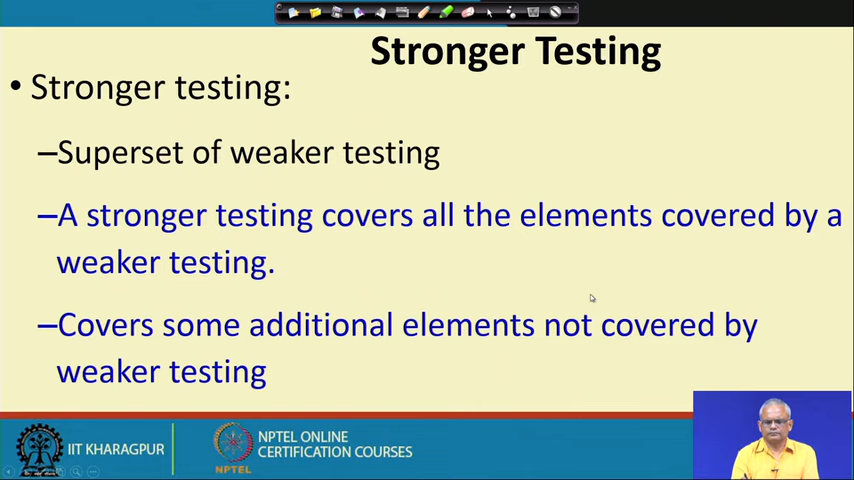 Stronger Testing
• Stronger testing:
–Superset of weaker testing
–A stronger testing covers all the elements covered by a
weaker testing.
–Covers some additional elements not covered by
weaker testing
IIT KHARAGPUR
NPTEL
NPTEL ONLINE
CERTIFICATION COURSES